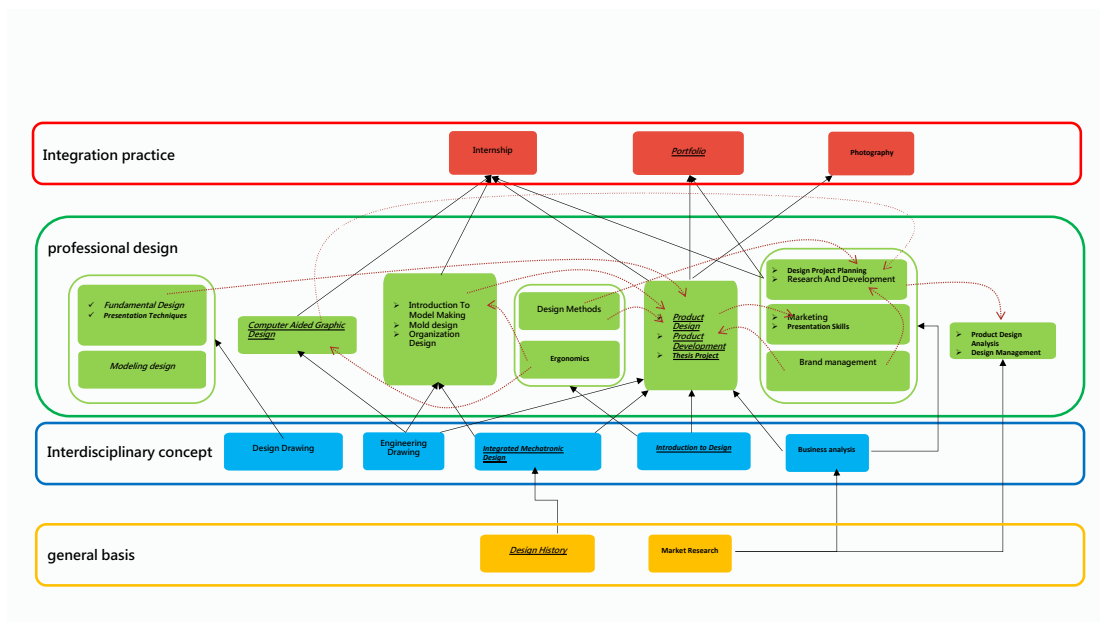 Integration practice
Internship
Portfolio
Photography
professional design
Fundamental Design
Presentation Techniques
Modeling design
Computer Aided Graphic
Design
Introduction To
Model Making
Mold design
Organization
Design
Design Methods
Ergonomics
Product
Design
Product
Development
Thesis Project
Design Project Planning
Research And Development
Marketing
Presentation Skills
Brand management
Product Design
Analysis
Design Management
Interdisciplinary concept
Design Drawing
Engineering
Drawing
Integrated Mechatronic
Design
Introduction to Design
Business analysis
general basis
Design History
Market Research